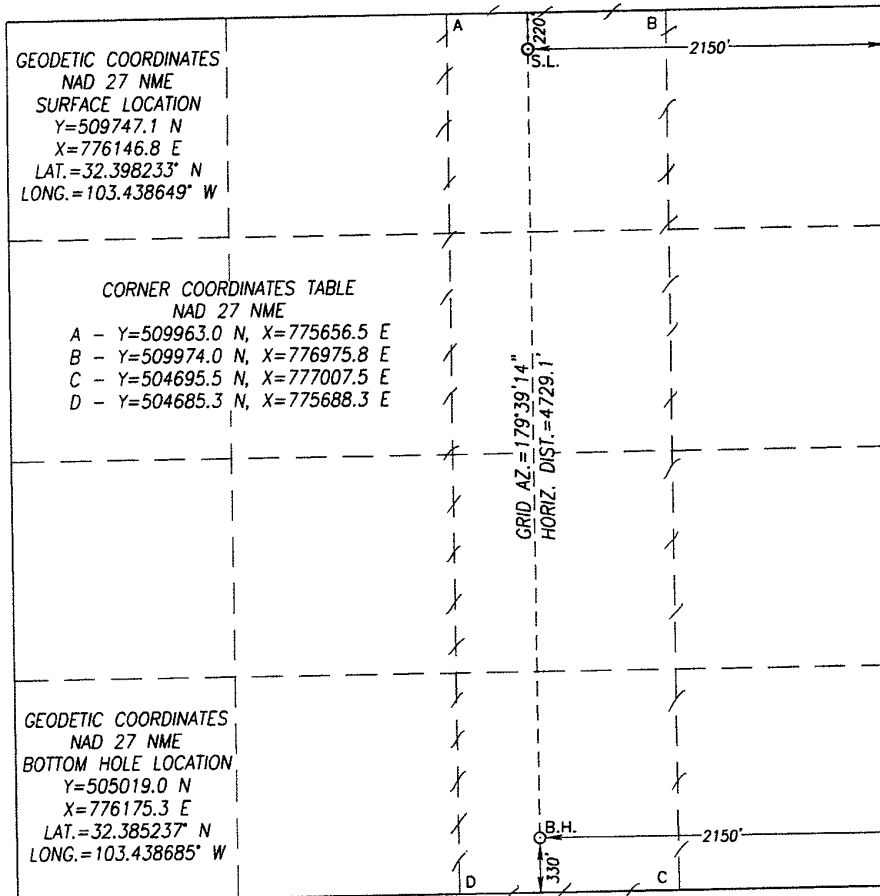 A
B
220'
S.L.
2150'
GEODETIC COORDINATES
NAD 27 NME
SURFACE LOCATION
Y=509747.1 N
X=776146.8 E
LAT.=32.398233° N
LONG.=103.438649° W
CORNER COORDINATES TABLE
NAD 27 NME
A - Y=509963.0 N, X=775656.5 E
B - Y=509974.0 N, X=776975.8 E
C - Y=504695.5 N, X=777007.5 E
D - Y=504685.3 N, X=775688.3 E
GRID AZ.=179°39'14"
HORIZ. DIST.=4729.1'
GEODETIC COORDINATES
NAD 27 NME
BOTTOM HOLE LOCATION
Y=505019.0 N
X=776175.3 E
LAT.=32.385237° N
LONG.=103.438685° W
B.H.
2150'
330'
D
C